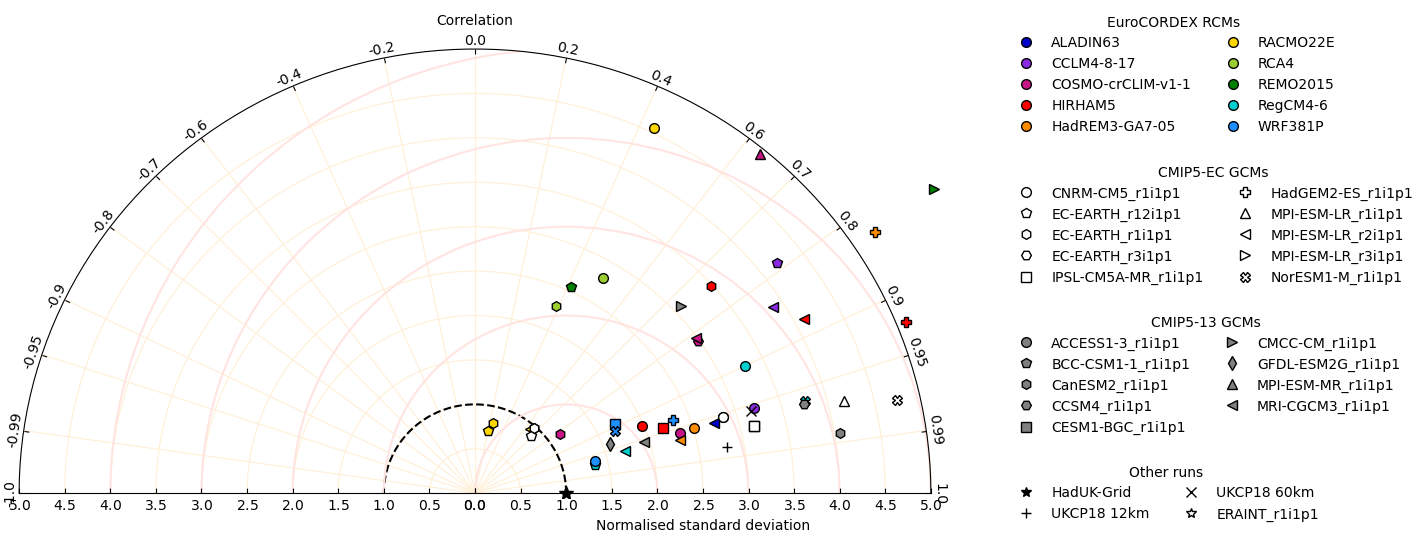 Correlation
-1.0
-0.99
-0.95
-0.9
-0.8
-0.7
-0.6
-0.4
-0.2
0.0
0.2
0.4
0.6
0.7
0.8
0.9
0.95
0.99
1.0
5.0 4.5 4.0 3.5 3.0 2.5 2.0 1.5 1.0 0.5 0.0 0.5 1.0 1.5 2.0 2.5 3.0 3.5 4.0 4.5 5.0
Normalised standard deviation
EuroCORDEX RCMs
ALADIN63 RACMO22E
CCLM4-8-17 RCA4
COSMO-crCLIM-v1-1 REMO2015
HIRHAM5 RegCM4-6
HadREM3-GA7-05 WRF381P
CMIP5-EC GCMs
CNRM-CM5_r1i1p1 HadGEM2-ES_r1i1p1
EC-EARTH_r12i1p1 MPI-ESM-LR_r1i1p1
EC-EARTH_r1i1p1 MPI-ESM-LR_r2i1p1
EC-EARTH_r3i1p1 MPI-ESM-LR_r3i1p1
IPSL-CM5A-MR_r1i1p1 NorESM1-M_r1i1p1
CMIP5-13 GCMs
ACCESS1-3_r1i1p1 CMCC-CM_r1i1p1
BCC-CSM1-1_r1i1p1 GFDL-ESM2G_r1i1p1
CanESM2_r1i1p1 MPI-ESM-MR_r1i1p1
CCSM4_r1i1p1 MRI-CGCM3_r1i1p1
CESM1-BGC_r1i1p1
Other runs
HadUK-Grid UKCP18 60km
UKCP18 12km ERAINT_r1i1p1